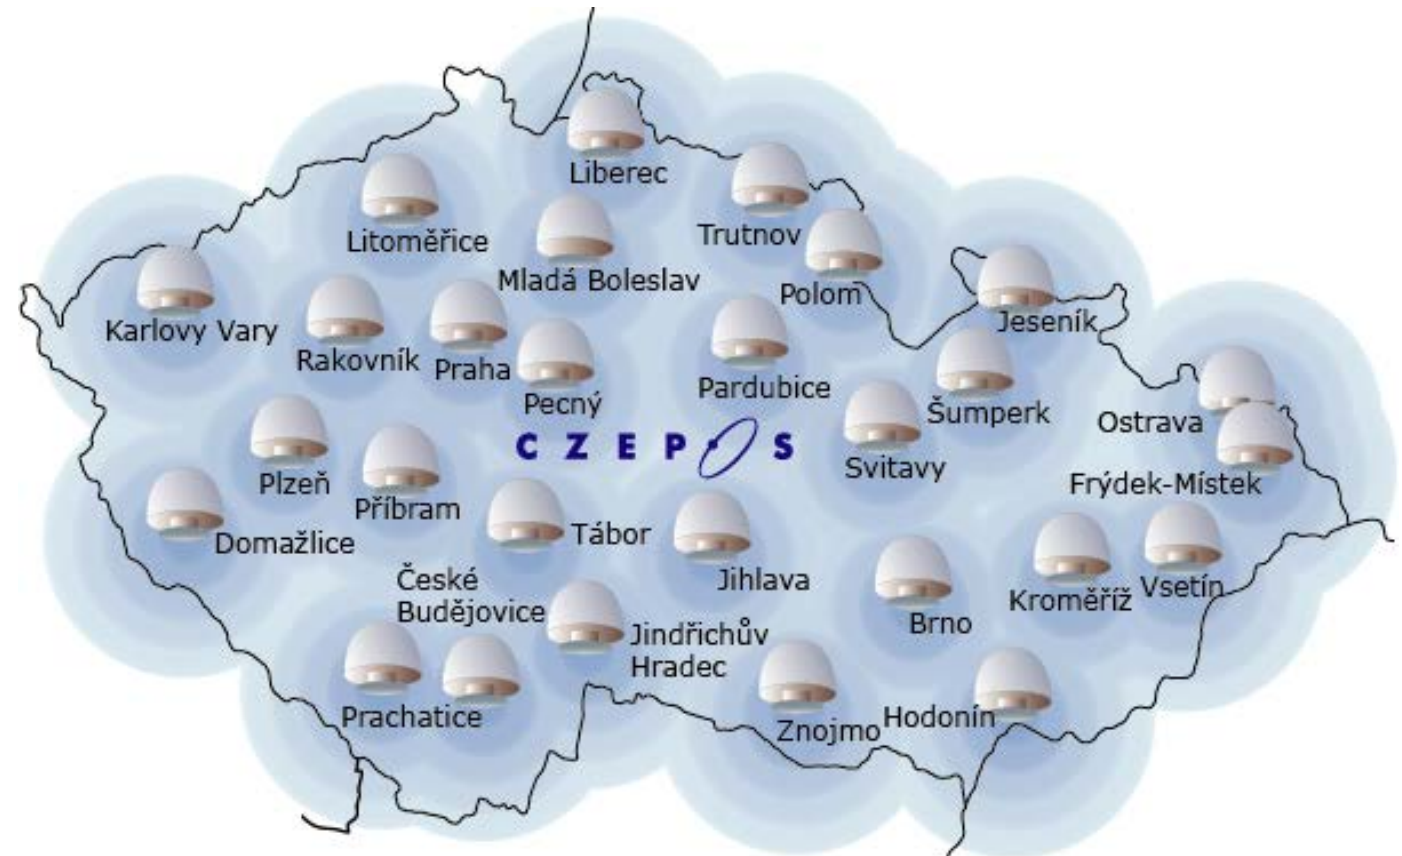 Liberec
Trutnov
Litoměřice
Mladá Boleslav
Polom
Karlovy Vary
Jeseník
Rakovník
Praha
Pecný
Pardubice
Šumperk
Ostrava
CZEPOS
Svitavy
Plzeň
Frýdek-Místek
Příbram
Domažlice
Tábor
České
Budějovice
Jihlava
Kroměříž
Vsetín
Brno
Jindřichův
Hradec
Prachatice
Znojmo
Hodonín